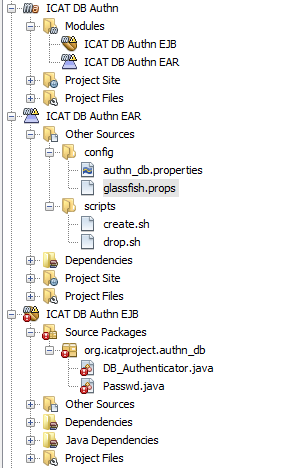 ICAT DB Authn
Modules
ICAT DB Authn EJB
ICAT DB Authn EAR
Project Site
Project Files
ICAT DB Authn EAR
Other Sources
config
authn_db.properties
glassfish.props
scripts
create.sh
drop.sh
Dependencies
Project Site
Project Files
ICAT DB Authn EJB
Source Packages
org.icatproject.authn_db
DB_Authenticator.java
Passwd.java
Other Sources
Dependencies
Java Dependencies
Project Files